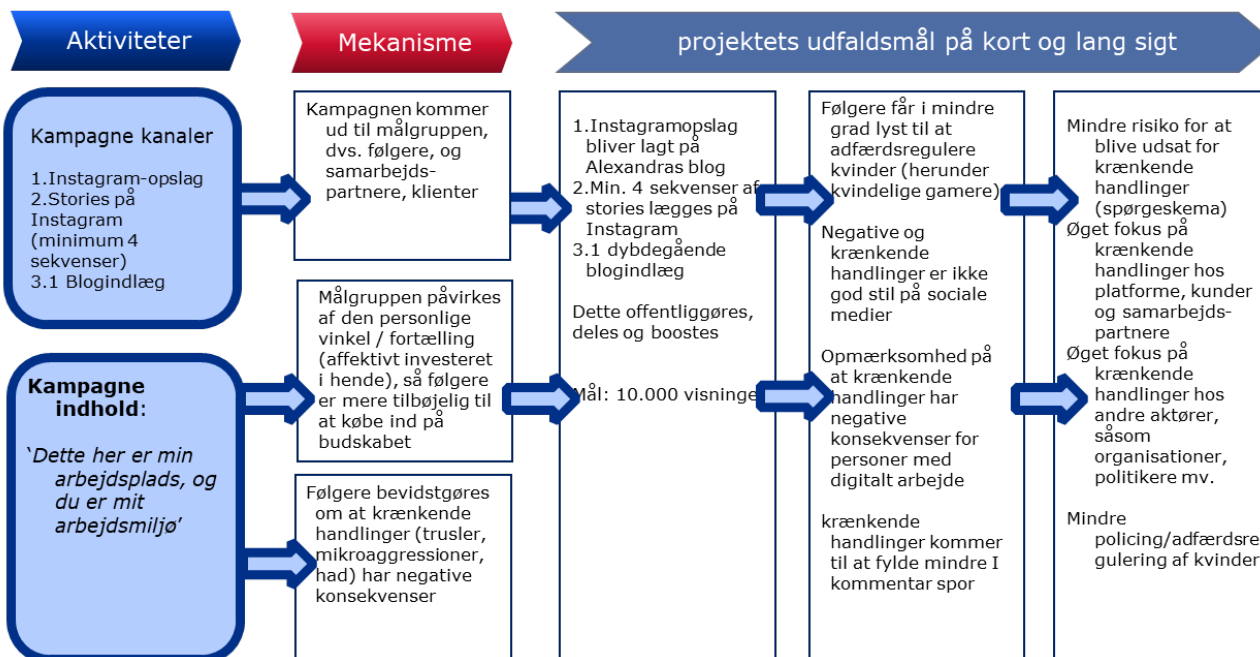 Aktiviteter
Mekanisme
projektets udfaldsmål på kort og lang sigt
Kampagne kanaler
1.Instagram-opslag
2.Stories på
Instagram
(minimum 4
sekvenser)
3.1 Blogindlæg
Kampagne
indhold:
'Dette her er min
arbejdsplads, og
du er mit
arbejdsmiljø'
Kampagnen kommer
ud til målgruppen,
dvs. følgere, og
samarbejds-
partnere, klienter
Målgruppen påvirkes
af den personlige
vinkel / fortælling
(affektivt investeret
i hende), så følgere
er mere tilbøjelig til
at købe ind på
budskabet
Følgere bevidstgøres
om at krænkende
handlinger (trusler,
mikroaggressioner,
had) har negative
konsekvenser
1.Instagramopslag
bliver lagt på
Alexandras blog
2.Min. 4 sekvenser af
stories lægges på
Instagram
3.1 dybdegående
blogindlæg
Dette offentliggøres,
deles og boostes
Mål: 10.000 visninge
Følgere får i mindre
grad lyst til at
adfærdsregulere
kvinder (herunder
kvindelige gamere)
Negative og
krænkende
handlinger er ikke
god stil på sociale
medier
Opmærksomhed på
at krænkende
handlinger har
negative
konsekvenser for
personer med
digitalt arbejde
krænkende
handlinger kommer
til at fylde mindre I
kommentar spor
Mindre risiko for at
blive udsat for
krænkende
handlinger
(spørgeskema)
Øget fokus på
krænkende
handlinger hos
platforme, kunder
og samarbejds-
partnere
Øget fokus på
krænkende
handlinger hos
andre aktører,
såsom
organisationer,
politikere mv.
Mindre
policing/adfærdsre
gulering af kvinder